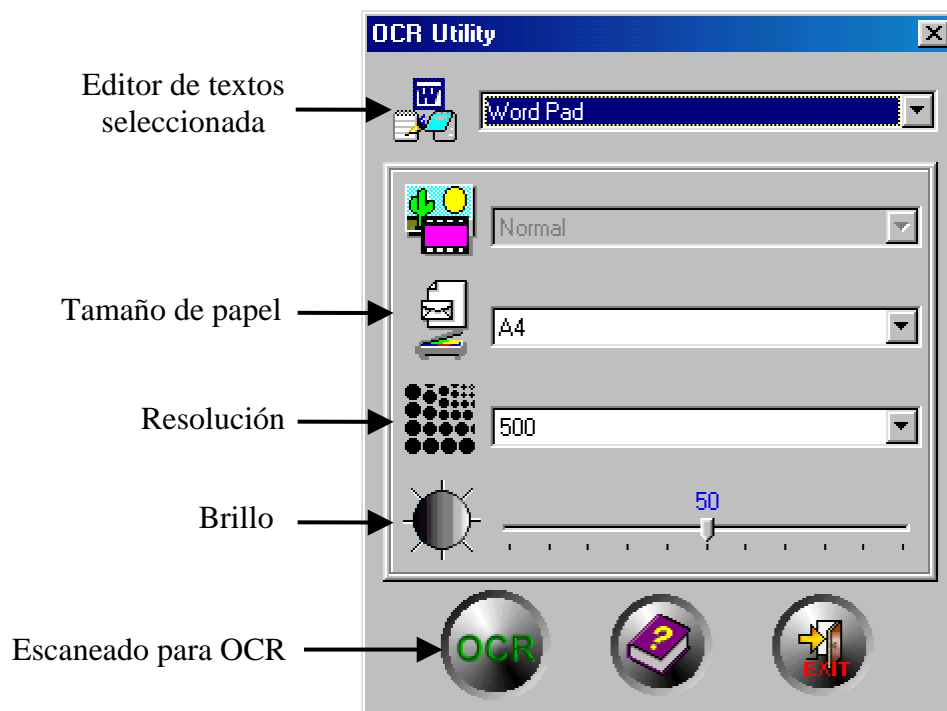 OCR Utility
Editor de textos
seleccionada
W
Word Pad
Normal
Tamaño de papel
A4
Resolución
500
Brillo
50
Escaneado para OCR
OCR
?
EXIT